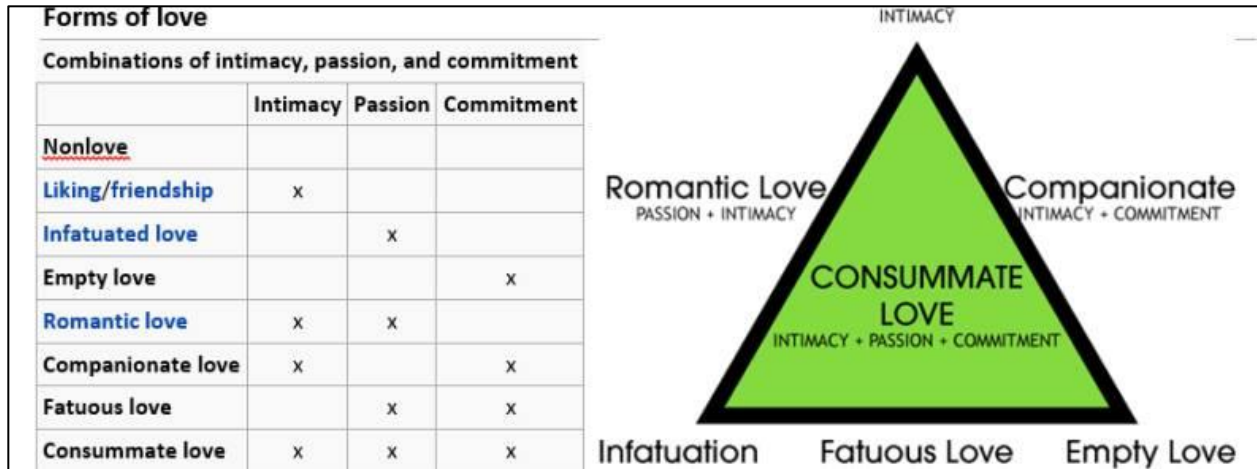 Forms of love
Combinations of intimacy, passion, and commitment
Intimacy Passion Commitment
Nonlove
Liking/friendship x
Infatuated love x
Empty love x
Romantic love x x
Companionate love x x
Fatuous love x x
Consummate love x x x
INTIMACY
Romantic Love
PASSION + INTIMACY
Companionate
INTIMACY + COMMITMENT
CONSUMMATE
LOVE
INTIMACY + PASSION + COMMITMENT
Infatuation Fatuous Love Empty Love